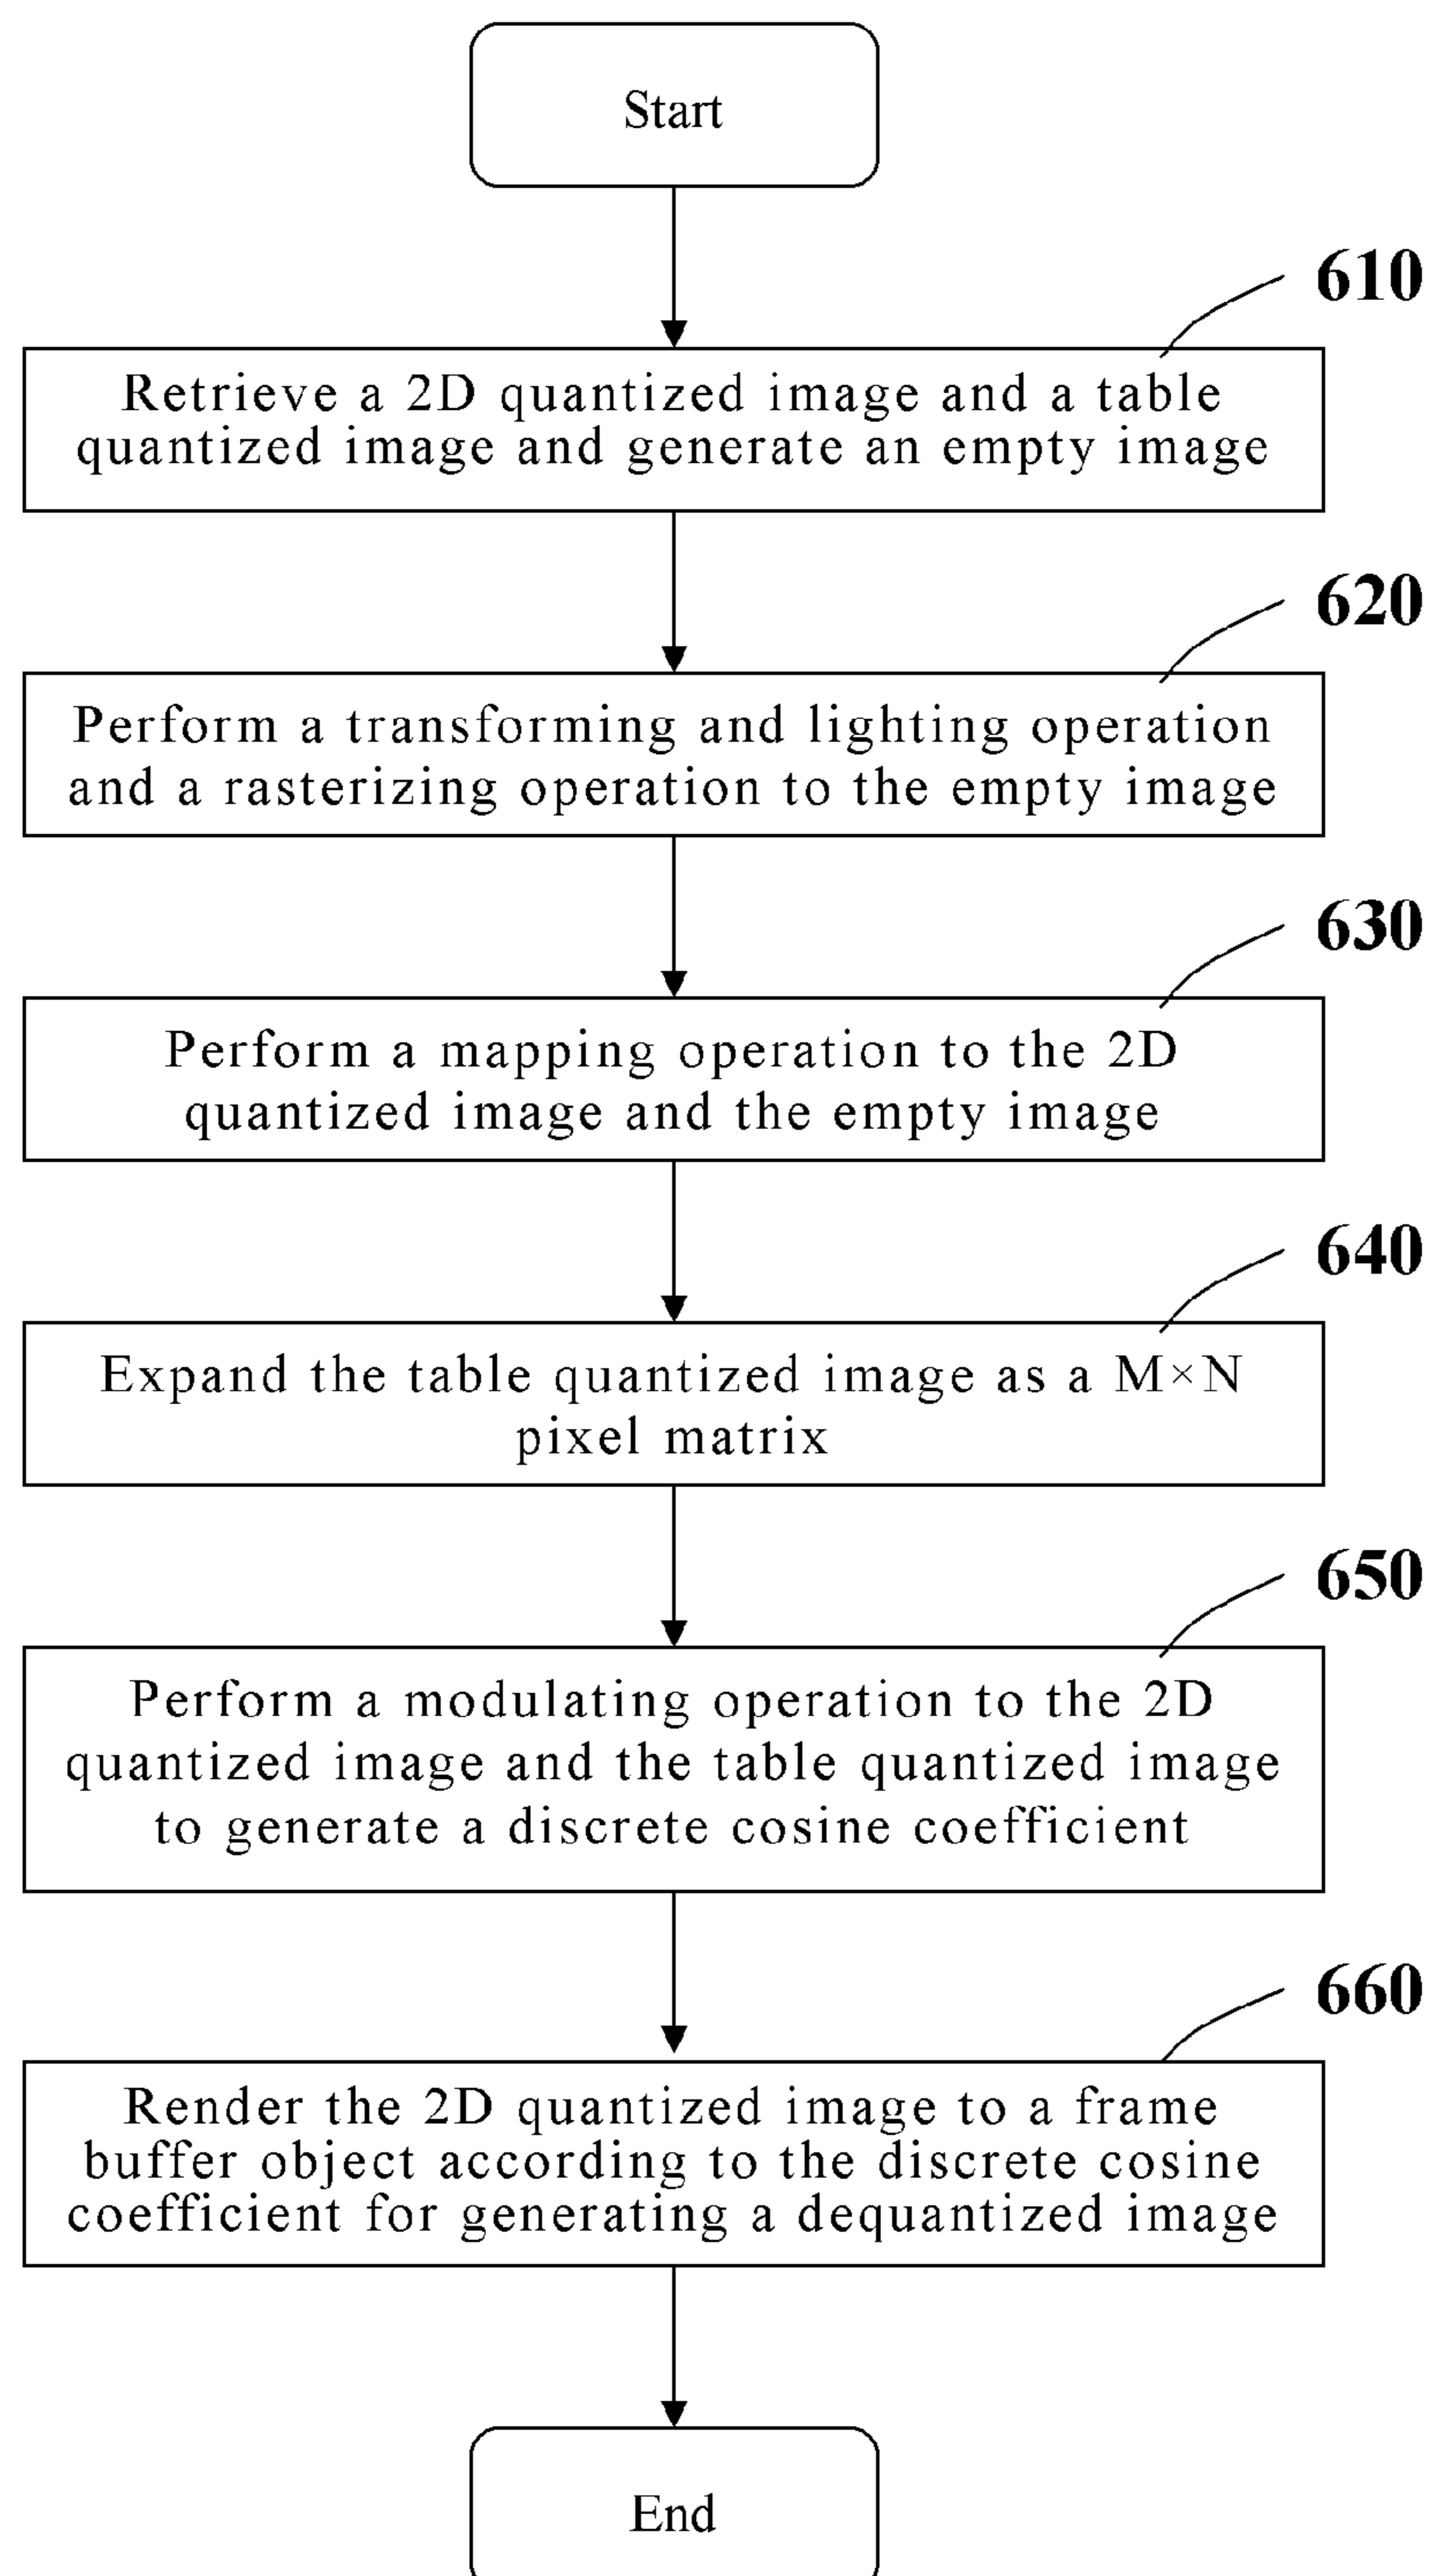 Start
610
Retrieve a 2D quantized image and a table
quantized image and generate an empty image
620
Perform a transforming and lighting operation
and a rasterizing operation to the empty image
630
Perform a mapping operation to the 2D
quantized image and the empty image
640
Expand the table quantized image as a M×N
pixel matrix
650
Perform a modulating operation to the 2D
quantized image and the table quantized image
to generate a discrete cosine coefficient
660
Render the 2D quantized image to a frame
buffer object according to the discrete cosine
coefficient for generating a dequantized image
End